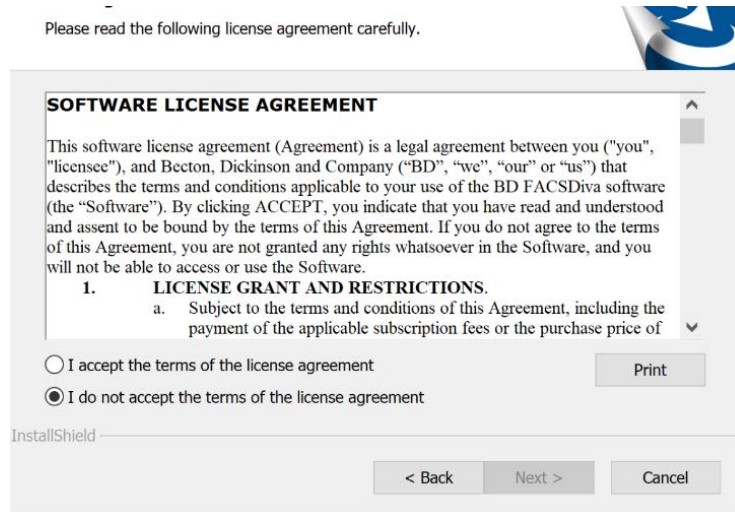 Please read the following license agreement carefully.
SOFTWARE LICENSE AGREEMENT
This software license agreement (Agreement) is a legal agreement between you ("you",
"licensee"), and Becton, Dickinson and Company (“BD”, “we”, “our” or “us”) that
describes the terms and conditions applicable to your use of the BD FACSDiva software
(the “Software”). By clicking ACCEPT, you indicate that you have read and understood
and assent to be bound by the terms of this Agreement. If you do not agree to the terms
of this Agreement, you are not granted any rights whatsoever in the Software, and you
will not be able to access or use the Software.
1. LICENSE GRANT AND RESTRICTIONS.
a. Subject to the terms and conditions of this Agreement, including the
payment of the applicable subscription fees or the purchase price of
I accept the terms of the license agreement
Print
I do not accept the terms of the license agreement
InstallShield
< Back
Next >
Cancel